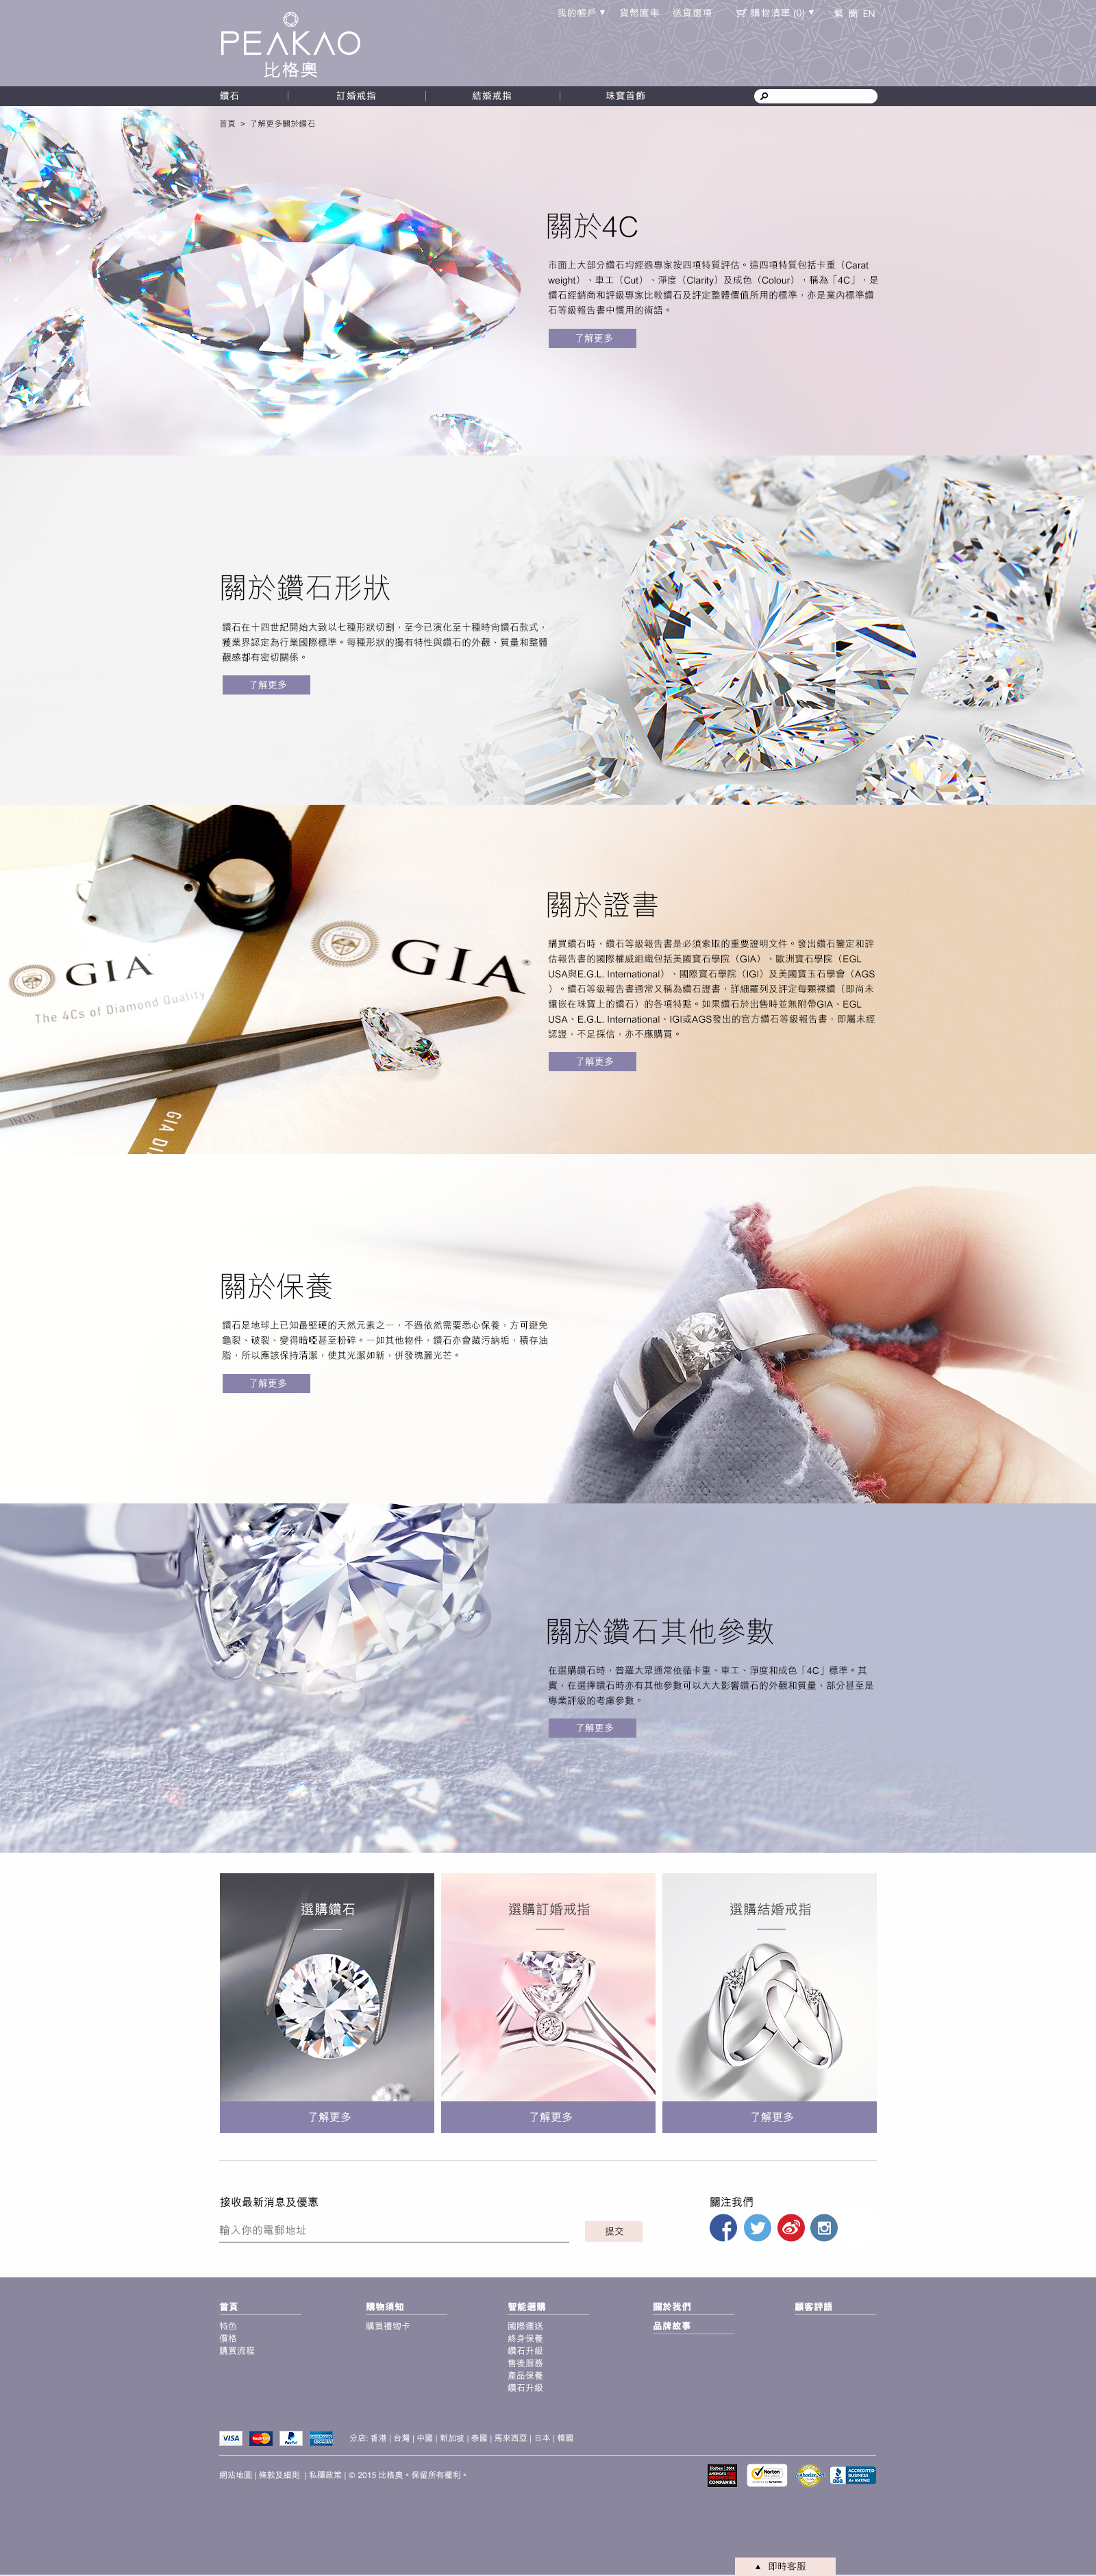 我的帳戶 ▼ 貨幣匯率 送貨選項 購物清單 (0) ▼ 繁 簡 EN
PEAKAO
比格奧
鑽石 | 訂婚戒指 | 結婚戒指 | 珠寶首飾
首頁 > 了解更多關於鑽石
關於4C
市面上大部分鑽石均經過專家按四項特質評估。這四項特質包括卡重（Carat
weight）、車工（Cut）、淨度（Clarity）及成色（Colour），稱為「4C」，是
鑽石經銷商和評級專家比較鑽石及評定整體價值所用的標準，亦是業內標準鑽
石等級報告書中慣用的術語。
了解更多
關於鑽石形狀
鑽石在十四世紀開始大致以七種形狀切割，至今已演化至十種時尚鑽石款式，
獲業界認定為行業國際標準。每種形狀的獨有特性與鑽石的外觀、質量和整體
觀感都有密切關係。
了解更多
GIA
The 4Cs of Diamond Quality
GIA®
GIA DI
關於證書
購買鑽石時，鑽石等級報告書是必須索取的重要證明文件。發出鑽石鑒定和評
估報告書的國際權威組織包括美國寶石學院（GIA）、歐洲寶石學院（EGL
USA與E.G.L. International）、國際寶石學院（IGI）及美國寶玉石學會（AGS
）。鑽石等級報告書通常又稱為鑽石證書，詳細羅列及評定每顆裸鑽（即尚未
鑲嵌在珠寶上的鑽石）的各項特點。如果鑽石於出售時並無附帶GIA、EGL
USA、E.G.L. International、IGI或AGS發出的官方鑽石等級報告書，即屬未經
認證，不足採信，亦不應購買。
了解更多
關於保養
鑽石是地球上已知最堅硬的天然元素之一，不過依然需要悉心保養，方可避免
龜裂、破裂、變得暗啞甚至粉碎。一如其他物件，鑽石亦會藏污納垢，積存油
脂，所以應該保持清潔，使其光潔如新，併發瑰麗光芒。
了解更多
關於鑽石其他參數
在選購鑽石時，普羅大眾通常依循卡重、車工、淨度和成色「4C」標準。其
實，在選擇鑽石時亦有其他參數可以大大影響鑽石的外觀和質量，部分甚至是
專業評級的考慮參數。
了解更多
選購鑽石
選購訂婚戒指
選購結婚戒指
了解更多
了解更多
了解更多
接收最新消息及優惠
輸入你的電郵地址
提交
關注我們
首頁
特色
價格
購買流程
購物須知
購買禮物卡
智能選購
國際運送
終身保養
鑽石升級
售後服務
產品保養
鑽石升級
關於我們
品牌故事
顧客評語
VISA MasterCard PayPal AMERICAN EXPRESS 分店: 香港 | 台灣 | 中國 | 新加坡 | 泰國 | 馬來西亞 | 日本 | 韓國
網站地圖 | 條款及細則 | 私隱政策 | © 2015 比格奧。保留所有權利。
Forbes 2014 COMPANIES
Norton
ACCREDITED BUSINESS A+ RATING
BBB
▲ 即時客服